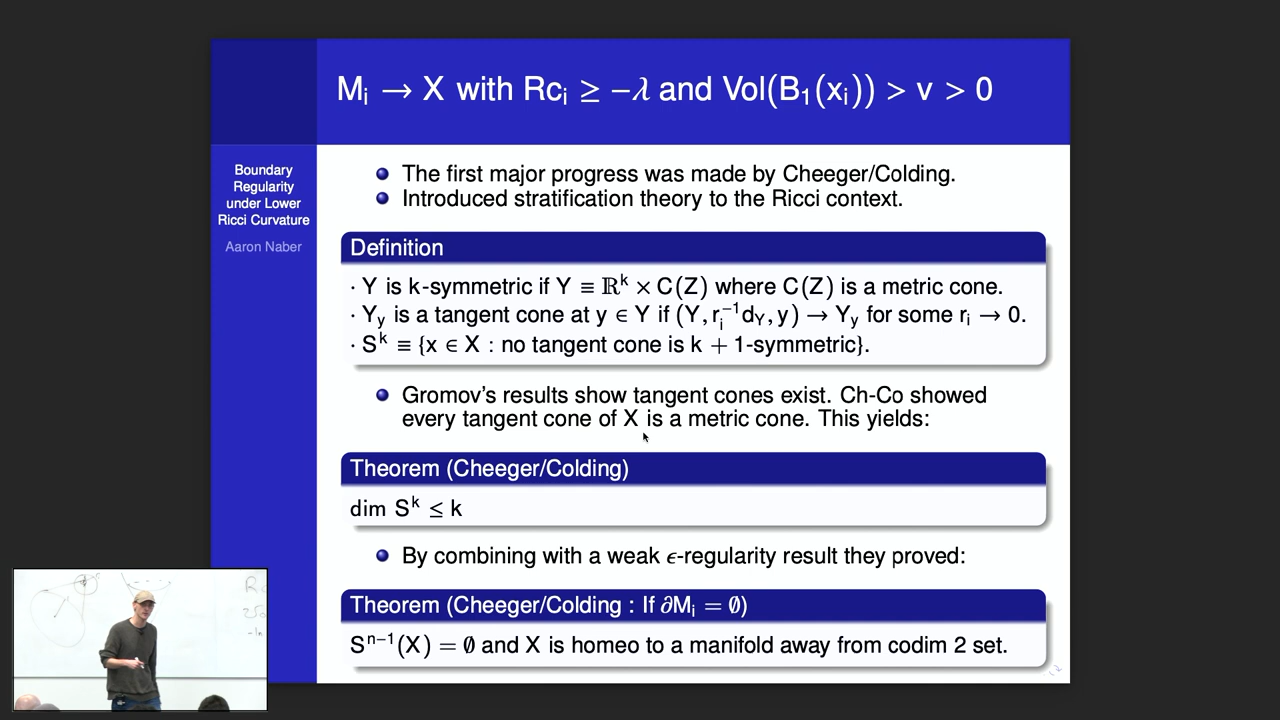 Mᵢ → X with Rcᵢ ≥ −λ and Vol(B₁(xᵢ)) > v > 0
Boundary
Regularity
under Lower
Ricci Curvature
Aaron Naber
The first major progress was made by Cheeger/Colding.
Introduced stratification theory to the Ricci context.
Definition
· Y is k-symmetric if Y ≡ ℝᵏ × C(Z) where C(Z) is a metric cone.
· Y_y is a tangent cone at y ∈ Y if (Y, rᵢ⁻¹d_Y, y) → Y_y for some rᵢ → 0.
· Sᵏ ≡ {x ∈ X : no tangent cone is k + 1-symmetric}.
Gromov's results show tangent cones exist. Ch-Co showed
every tangent cone of X is a metric cone. This yields:
Theorem (Cheeger/Colding)
dim Sᵏ ≤ k
By combining with a weak ϵ-regularity result they proved:
Theorem (Cheeger/Colding : If ∂Mᵢ = ∅)
Sⁿ⁻¹(X) = ∅ and X is homeo to a manifold away from codim 2 set.